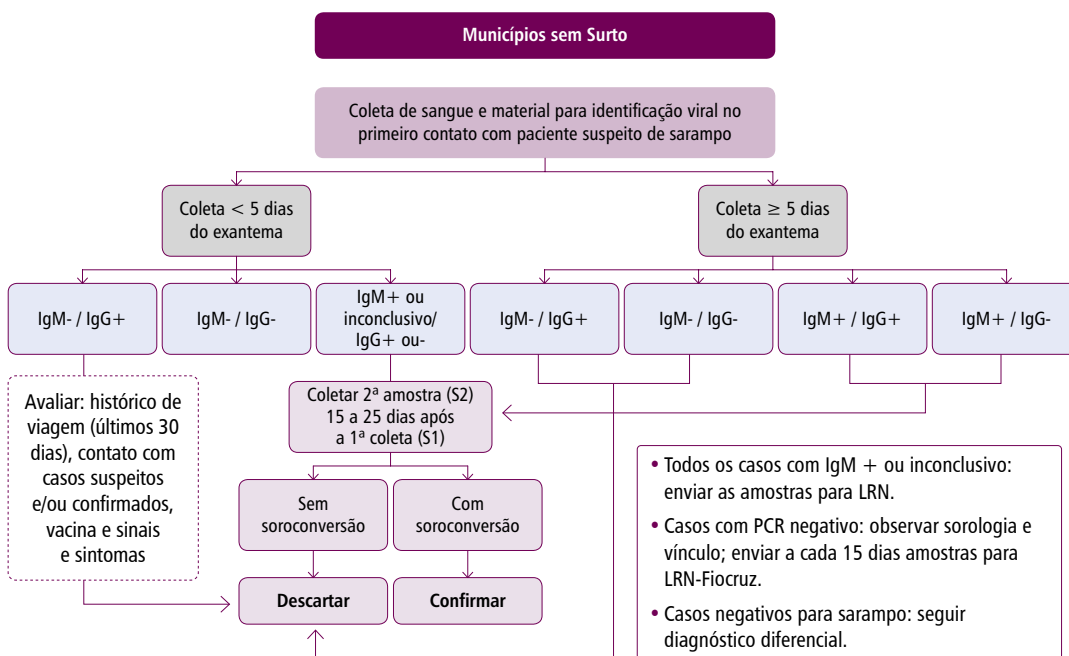 Municípios sem Surto
Coleta de sangue e material para identificação viral no
primeiro contato com paciente suspeito de sarampo
Coleta < 5 dias
do exantema
Coleta ≥ 5 dias
do exantema
IgM- / IgG+
IgM- / IgG-
IgM+ ou
inconclusivo/
IgG+ ou-
IgM- / IgG+
IgM- / IgG-
IgM+ / IgG+
IgM+ / IgG-
Avaliar: histórico de
viagem (últimos 30
dias), contato com
casos suspeitos
e/ou confirmados,
vacina e sinais
e sintomas
Coletar 2ª amostra (S2)
15 a 25 dias após
a 1ª coleta (S1)
Sem
soroconversão
Com
soroconversão
Descartar
Confirmar
• Todos os casos com IgM + ou inconclusivo:
enviar as amostras para LRN.
• Casos com PCR negativo: observar sorologia e
vínculo; enviar a cada 15 dias amostras para
LRN-Fiocruz.
• Casos negativos para sarampo: seguir
diagnóstico diferencial.